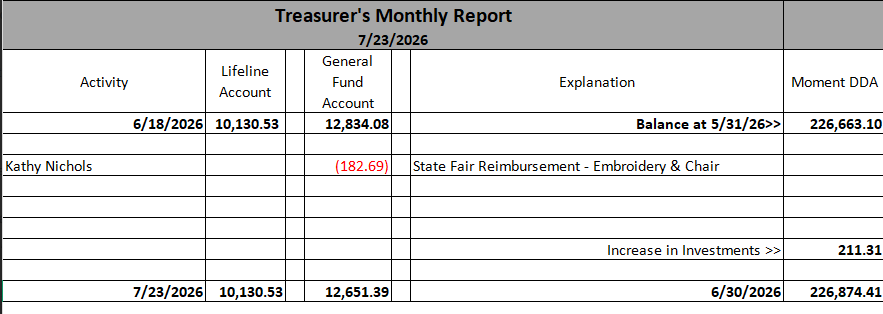 Treasurer's Monthly Report
7/23/2026
Activity Lifeline Account General Fund Account Explanation Moment DDA
6/18/2026 10,130.53 12,834.08 Balance at 5/31/26>> 226,663.10
Kathy Nichols (182.69) State Fair Reimbursement - Embroidery & Chair
Increase in Investments >> 211.31
7/23/2026 10,130.53 12,651.39 6/30/2026 226,874.41